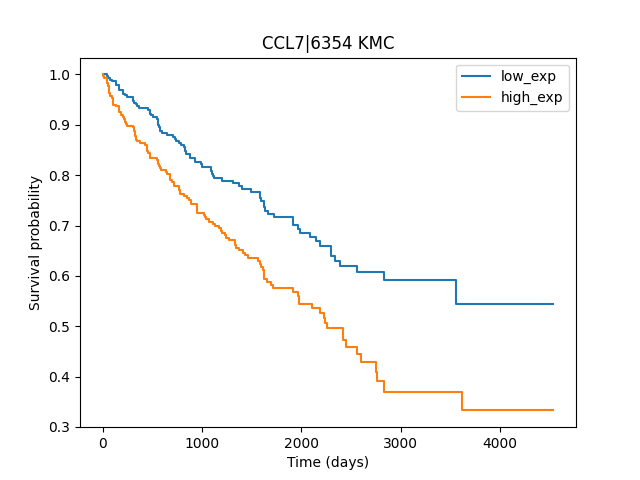 CCL7|6354 KMC
low_exp
high_exp
Survival probability
1.0
0.9
0.8
0.7
0.6
0.5
0.4
0.3
0
1000
2000
3000
4000
Time (days)